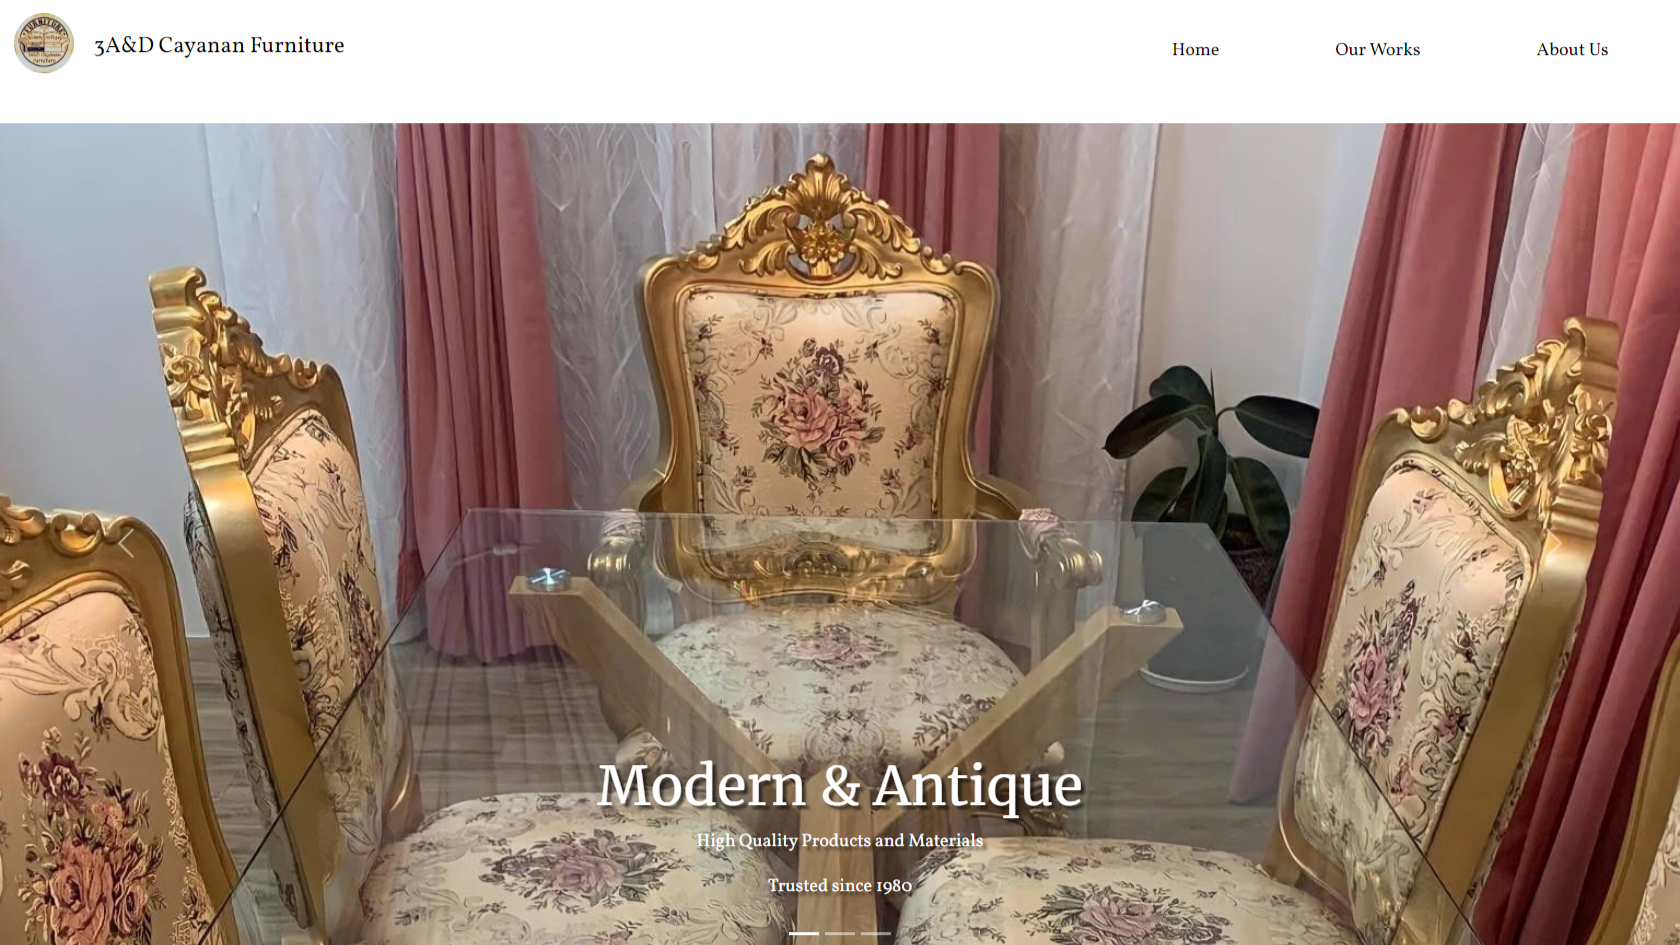 3A&D Cayanan Furniture
Home
Our Works
About Us
Modern & Antique
High Quality Products and Materials
Trusted since 1980